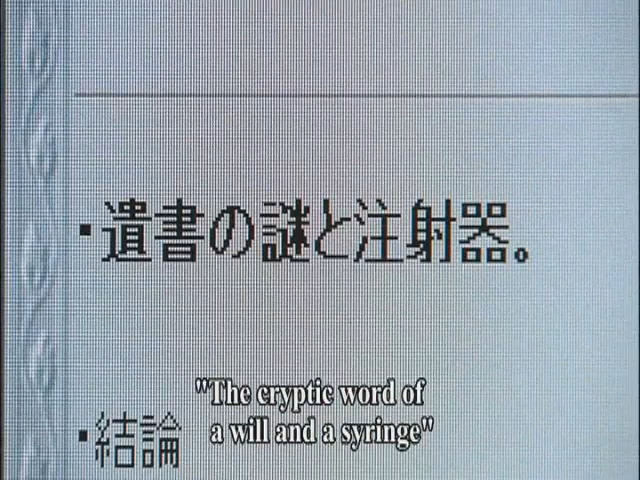 ・遺書の謎と注射器。
"The cryptic word of
a will and a syringe"
・結論